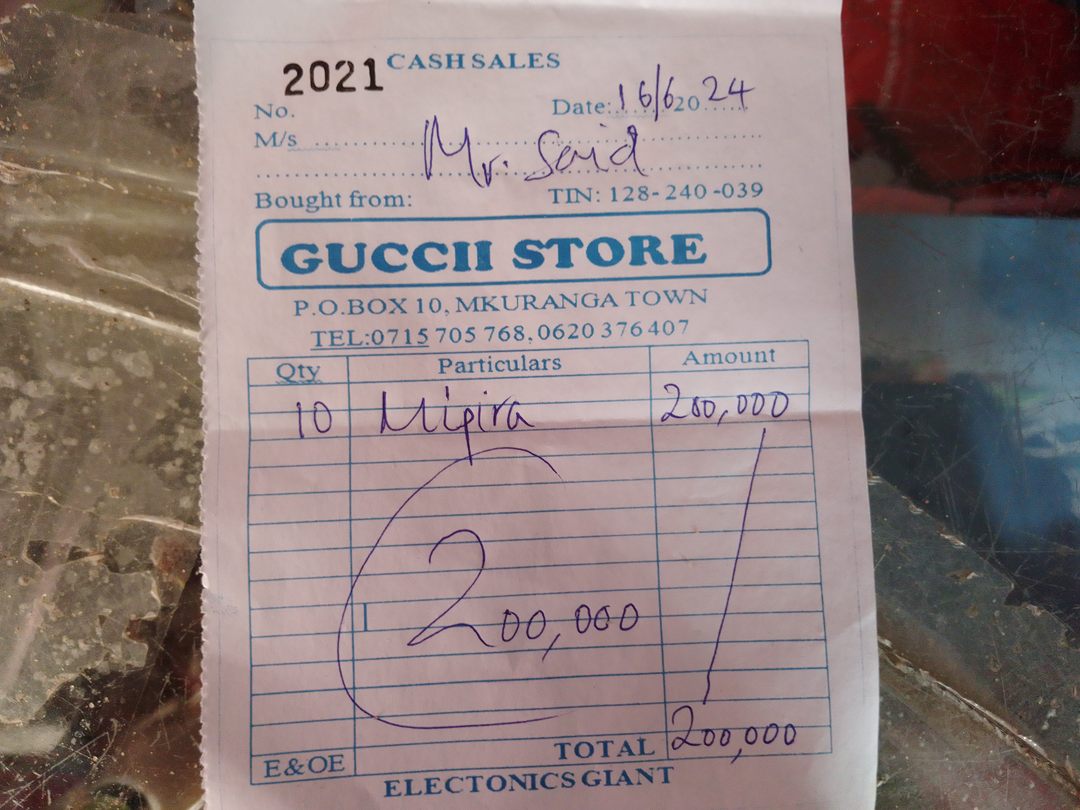 CASH SALES
No. 2021 Date: 16/6 2024
M/s Mr. Said
Bought from: TIN: 128-240-039
GUCCII STORE
P.O.BOX 10, MKURANGA TOWN
TEL:0715 705 768, 0620 376 407
Qty Particulars Amount
10 Mipira 200,000
200,000
E&OE TOTAL 200,000
ELECTONICS GIANT